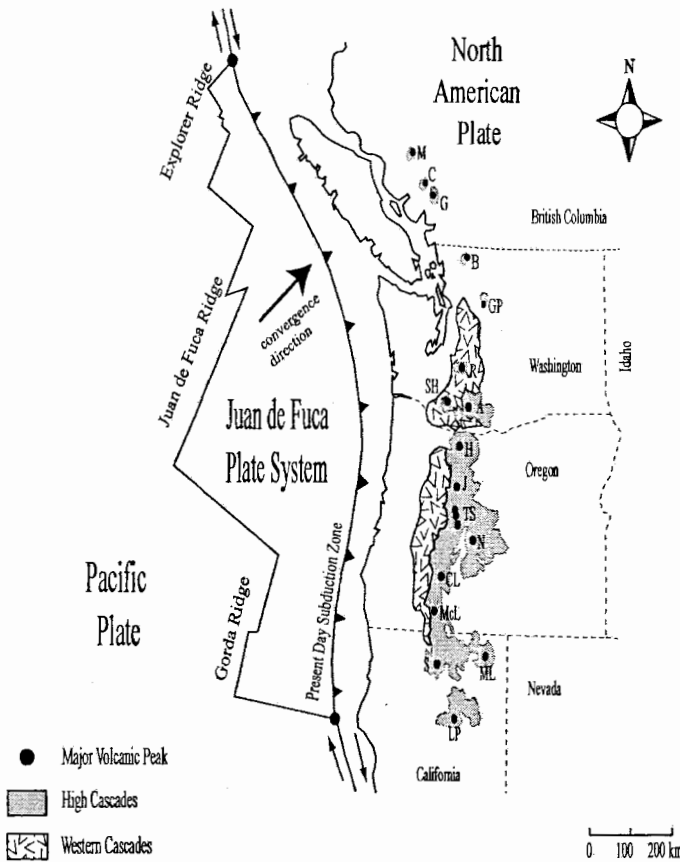 North
American
Plate
N
Explorer Ridge
M
C
G
British Columbia
B
GP
convergence
direction
Juan de Fuca Ridge
R
Washington
Idaho
SH
A
Juan de Fuca
Plate System
H
Oregon
J
TS
N
Pacific
Plate
Present Day Subduction Zone
CL
McL
Gorda Ridge
S
ML
Nevada
LP
California
Major Volcanic Peak
High Cascades
Western Cascades
0 100 200 km